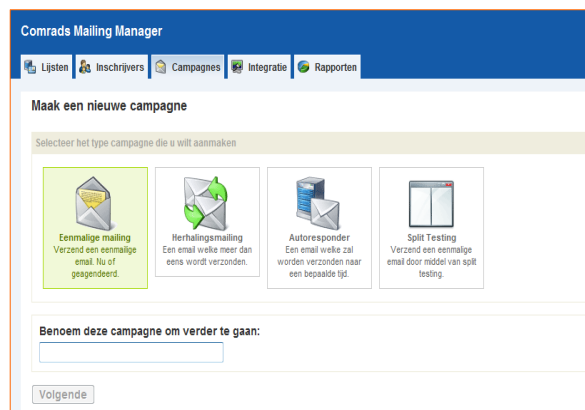 Comrads Mailing Manager
Lijsten Inschrijvers Campagnes Integratie Rapporten
Maak een nieuwe campagne
Selecteer het type campagne die u wilt aanmaken
Eenmalige mailing
Verzend een eenmailige
email. Nu of
geagendeerd.
Herhalingsmailing
Een email welke meer dan
eens wordt verzonden.
Autoresponder
Een email welke zal
worden verzonden naar
een bepaalde tijd.
Split Testing
Verzend een eenmalige
email door middel van split
testing.
Benoem deze campagne om verder te gaan:
Volgende